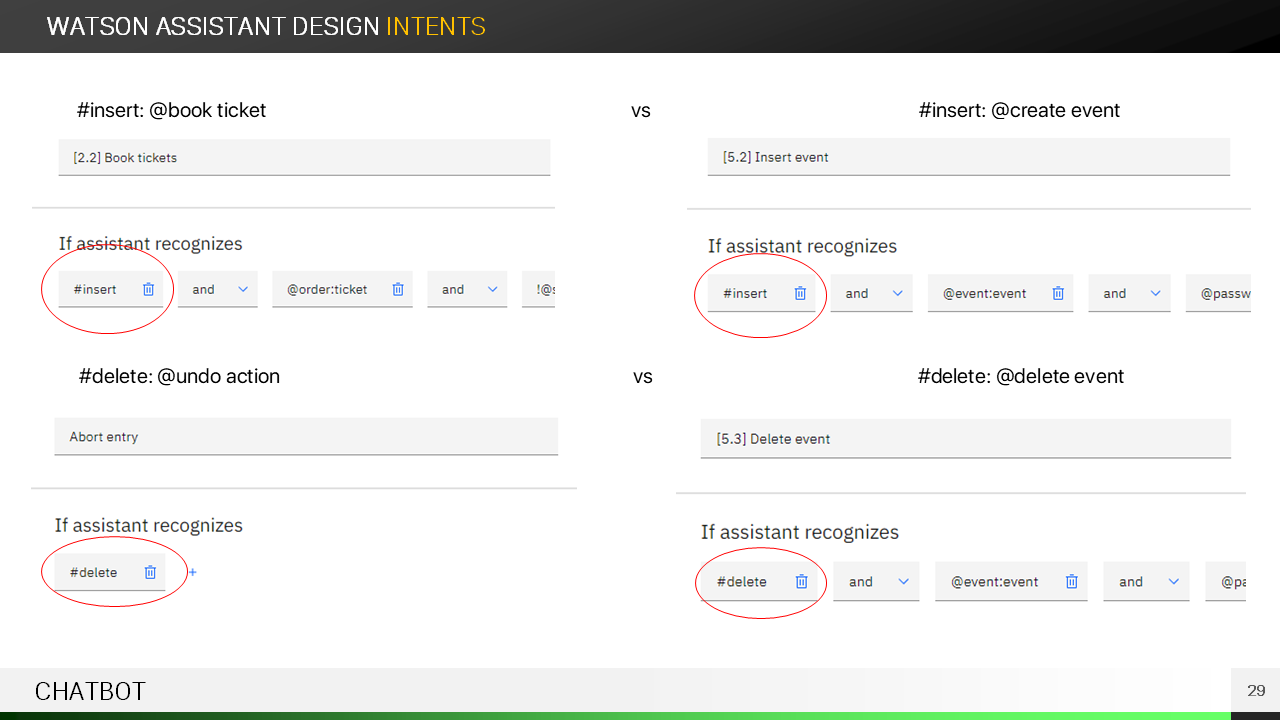 WATSON ASSISTANT DESIGN INTENTS
#insert: @book ticket
vs
#insert: @create event
[2.2] Book tickets
[5.2] Insert event
If assistant recognizes
If assistant recognizes
#insert and @order:ticket and !@s
#insert and @event:event and @passw
#delete: @undo action
vs
#delete: @delete event
Abort entry
[5.3] Delete event
If assistant recognizes
If assistant recognizes
#delete +
#delete and @event:event and @pa
CHATBOT
29